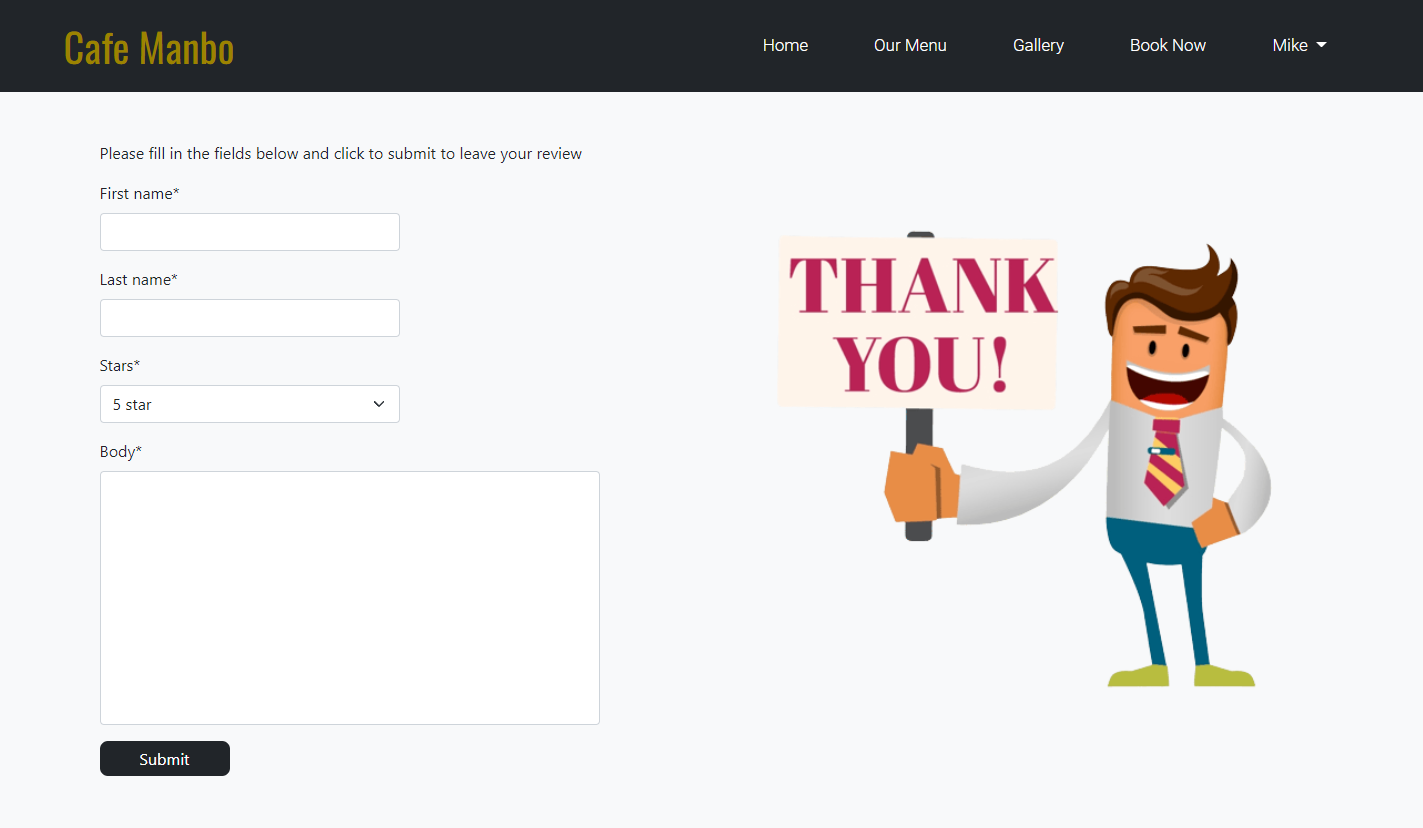 Cafe Manbo
Home
Our Menu
Gallery
Book Now
Mike
Please fill in the fields below and click to submit to leave your review
First name*
Last name*
Stars*
5 star
Body*
Submit
THANK
YOU!